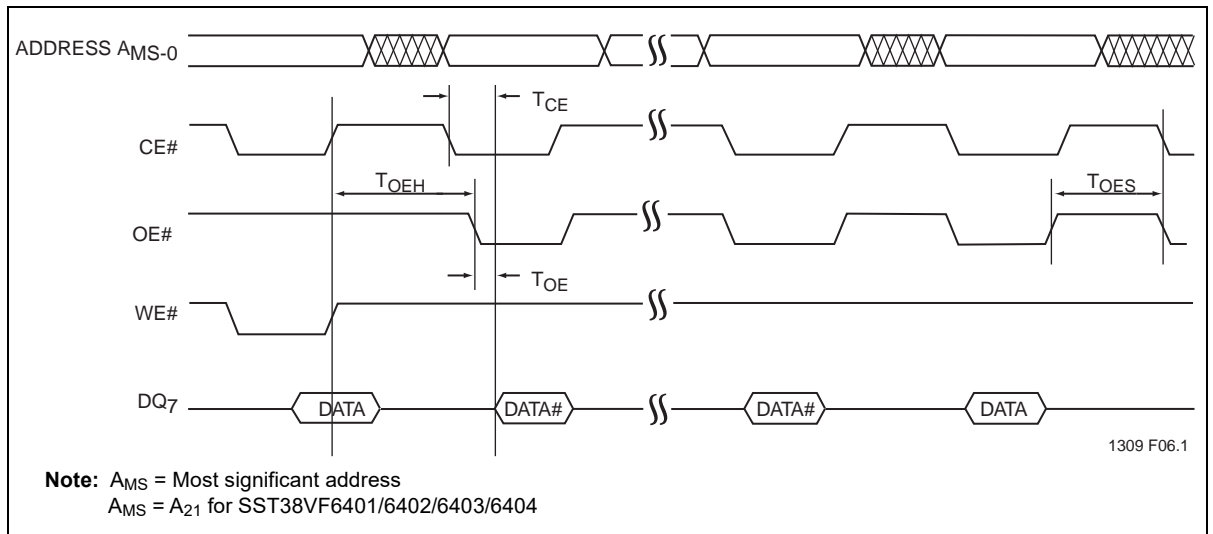 ADDRESS AMS-0
TCE
CE#
TOEH
TOES
OE#
TOE
WE#
DQ7
DATA
DATA#
DATA#
DATA
1309 F06.1
Note: AMS = Most significant address
AMS = A21 for SST38VF6401/6402/6403/6404